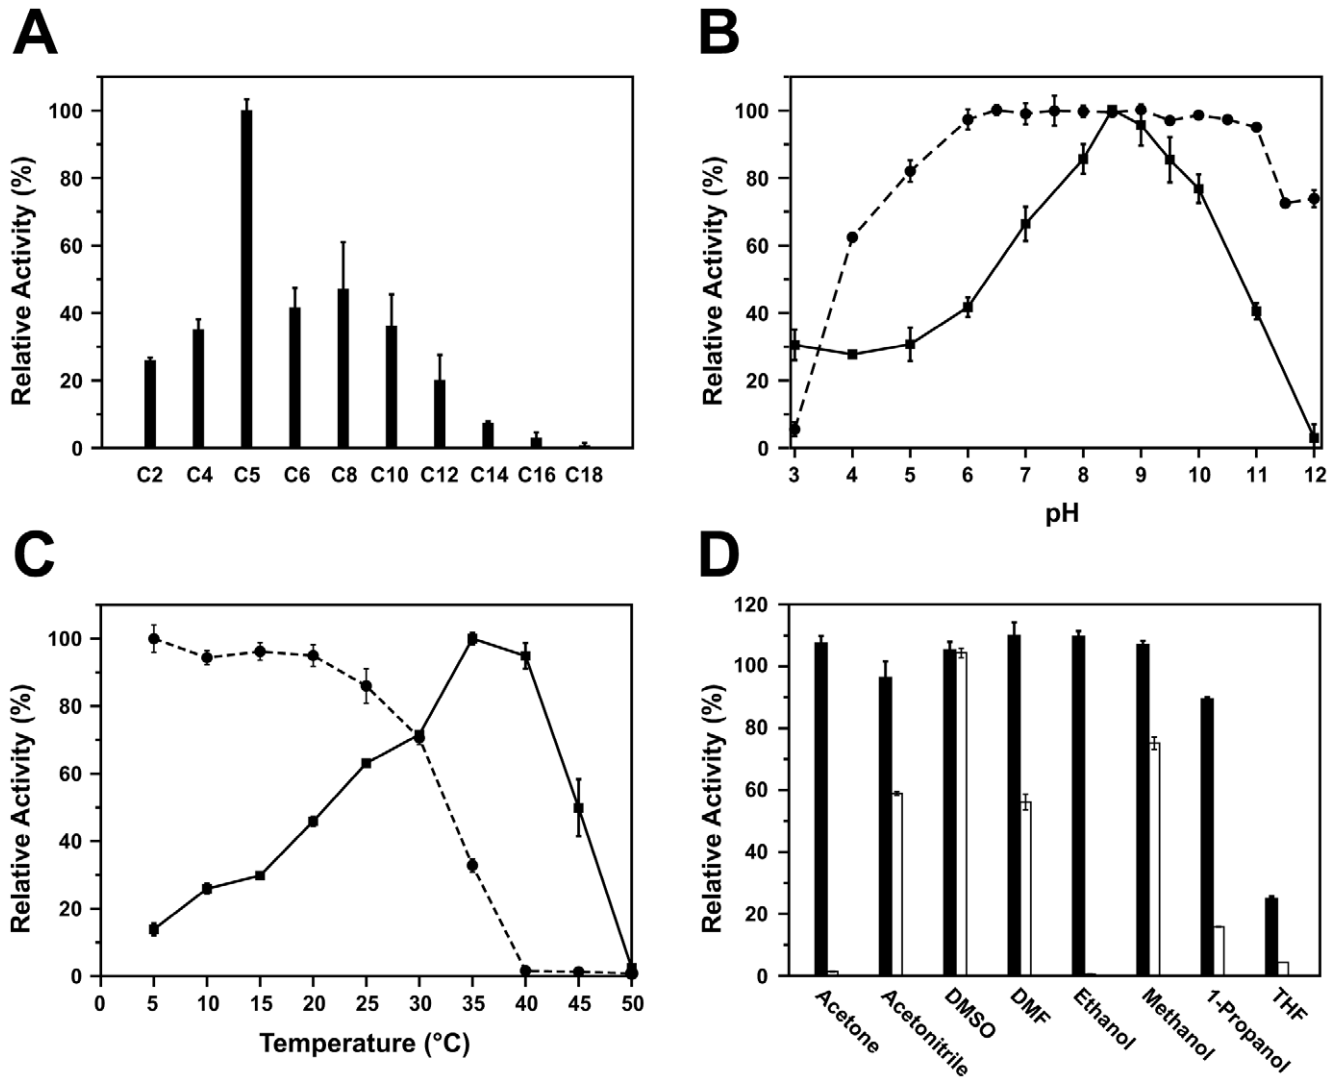 A
Relative Activity (%)
100
80
60
40
20
0
C2 C4 C5 C6 C8 C10 C12 C14 C16 C18
B
Relative Activity (%)
100
80
60
40
20
0
3 4 5 6 7 8 9 10 11 12
pH
C
Relative Activity (%)
100
80
60
40
20
0
0 5 10 15 20 25 30 35 40 45 50
Temperature (°C)
D
Relative Activity (%)
120
100
80
60
40
20
0
Acetone
Acetonitrile
DMSO
DMF
Ethanol
Methanol
1-Propanol
THF